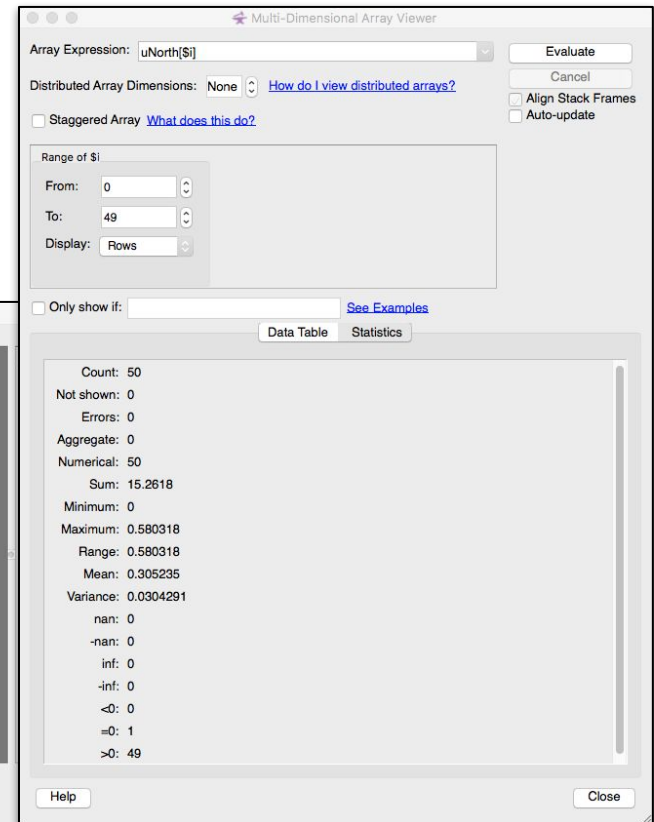 Multi-Dimensional Array Viewer
Array Expression: uNorth[$i] Evaluate
Distributed Array Dimensions: None How do I view distributed arrays? Cancel
Align Stack Frames
Staggered Array What does this do? Auto-update
Range of $i
From: 0
To: 49
Display: Rows
Only show if: See Examples
Data Table Statistics
Count: 50
Not shown: 0
Errors: 0
Aggregate: 0
Numerical: 50
Sum: 15.2618
Minimum: 0
Maximum: 0.580318
Range: 0.580318
Mean: 0.305235
Variance: 0.0304291
nan: 0
-nan: 0
inf: 0
-inf: 0
<0: 0
=0: 1
>0: 49
Help Close